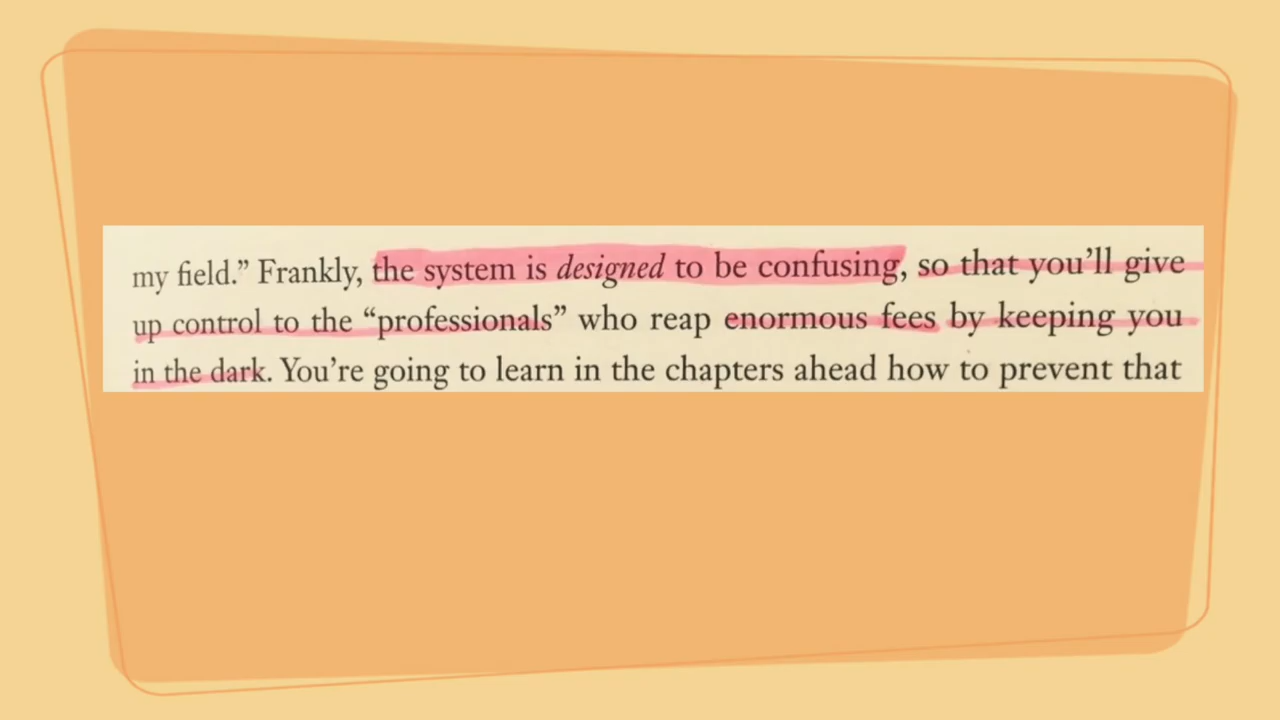 my field.” Frankly, the system is designed to be confusing, so that you’ll give
up control to the “professionals” who reap enormous fees by keeping you
in the dark. You’re going to learn in the chapters ahead how to prevent that